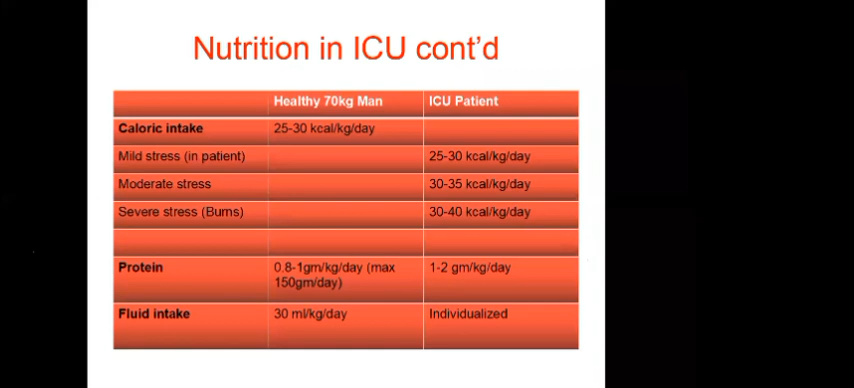 Nutrition in ICU cont'd
Healthy 70kg Man ICU Patient
Caloric intake 25-30 kcal/kg/day
Mild stress (in patient) 25-30 kcal/kg/day
Moderate stress 30-35 kcal/kg/day
Severe stress (Burns) 30-40 kcal/kg/day
Protein 0.8-1gm/kg/day (max 1-2 gm/kg/day
150gm/day)
Fluid intake 30 ml/kg/day Individualized